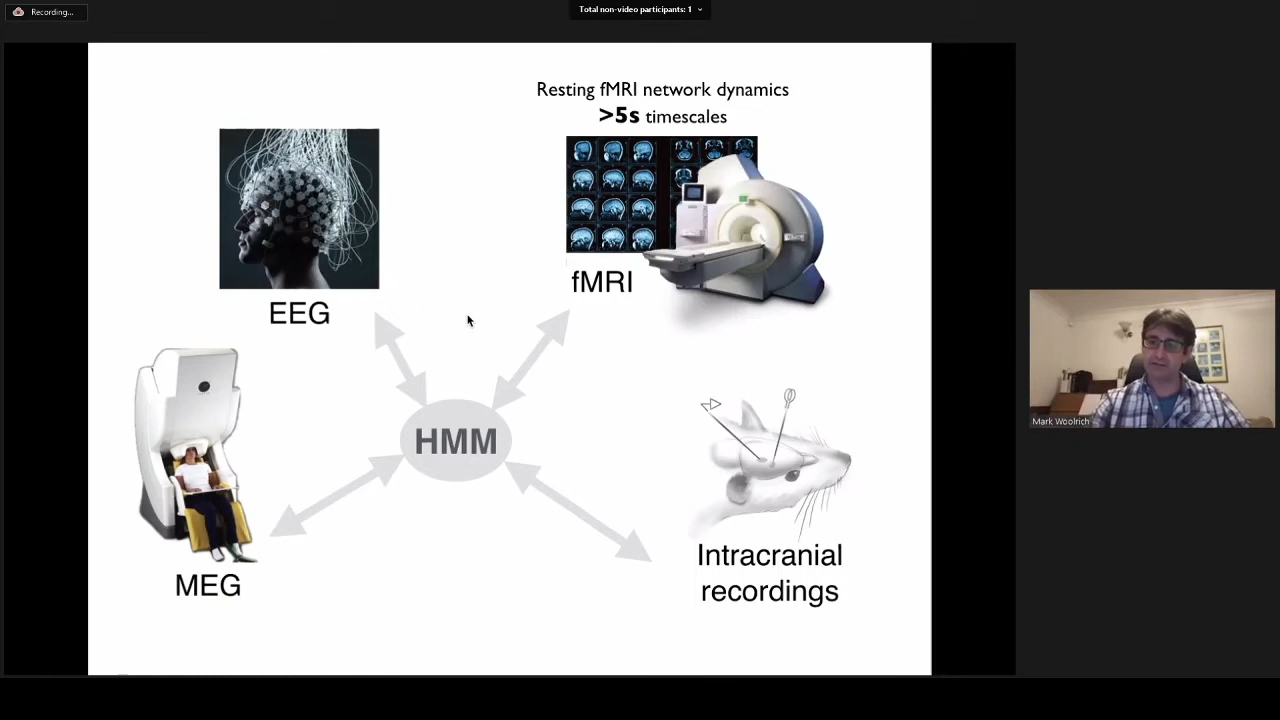 Recording...
Total non-video participants: 1
Resting fMRI network dynamics
>5s timescales
EEG
fMRI
HMM
MEG
Intracranial
recordings
Mark Woolrich